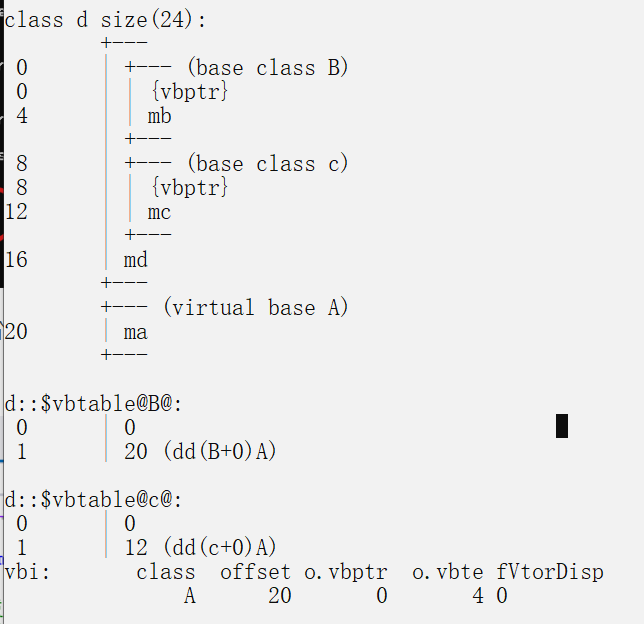 class d size(24):
        +---
 0      | +--- (base class B)
 0      | | {vbptr}
 4      | | mb
        | +---
 8      | +--- (base class c)
 8      | | {vbptr}
12      | | mc
        | +---
16      | md
        +---
        +--- (virtual base A)
20      | ma
        +---
d::$vbtable@B@:
 0      | 0
 1      | 20 (dd(B+0)A)
d::$vbtable@c@:
 0      | 0
 1      | 12 (dd(c+0)A)
vbi:       class  offset o.vbptr  o.vbte fVtorDisp
               A      20       0       4 0